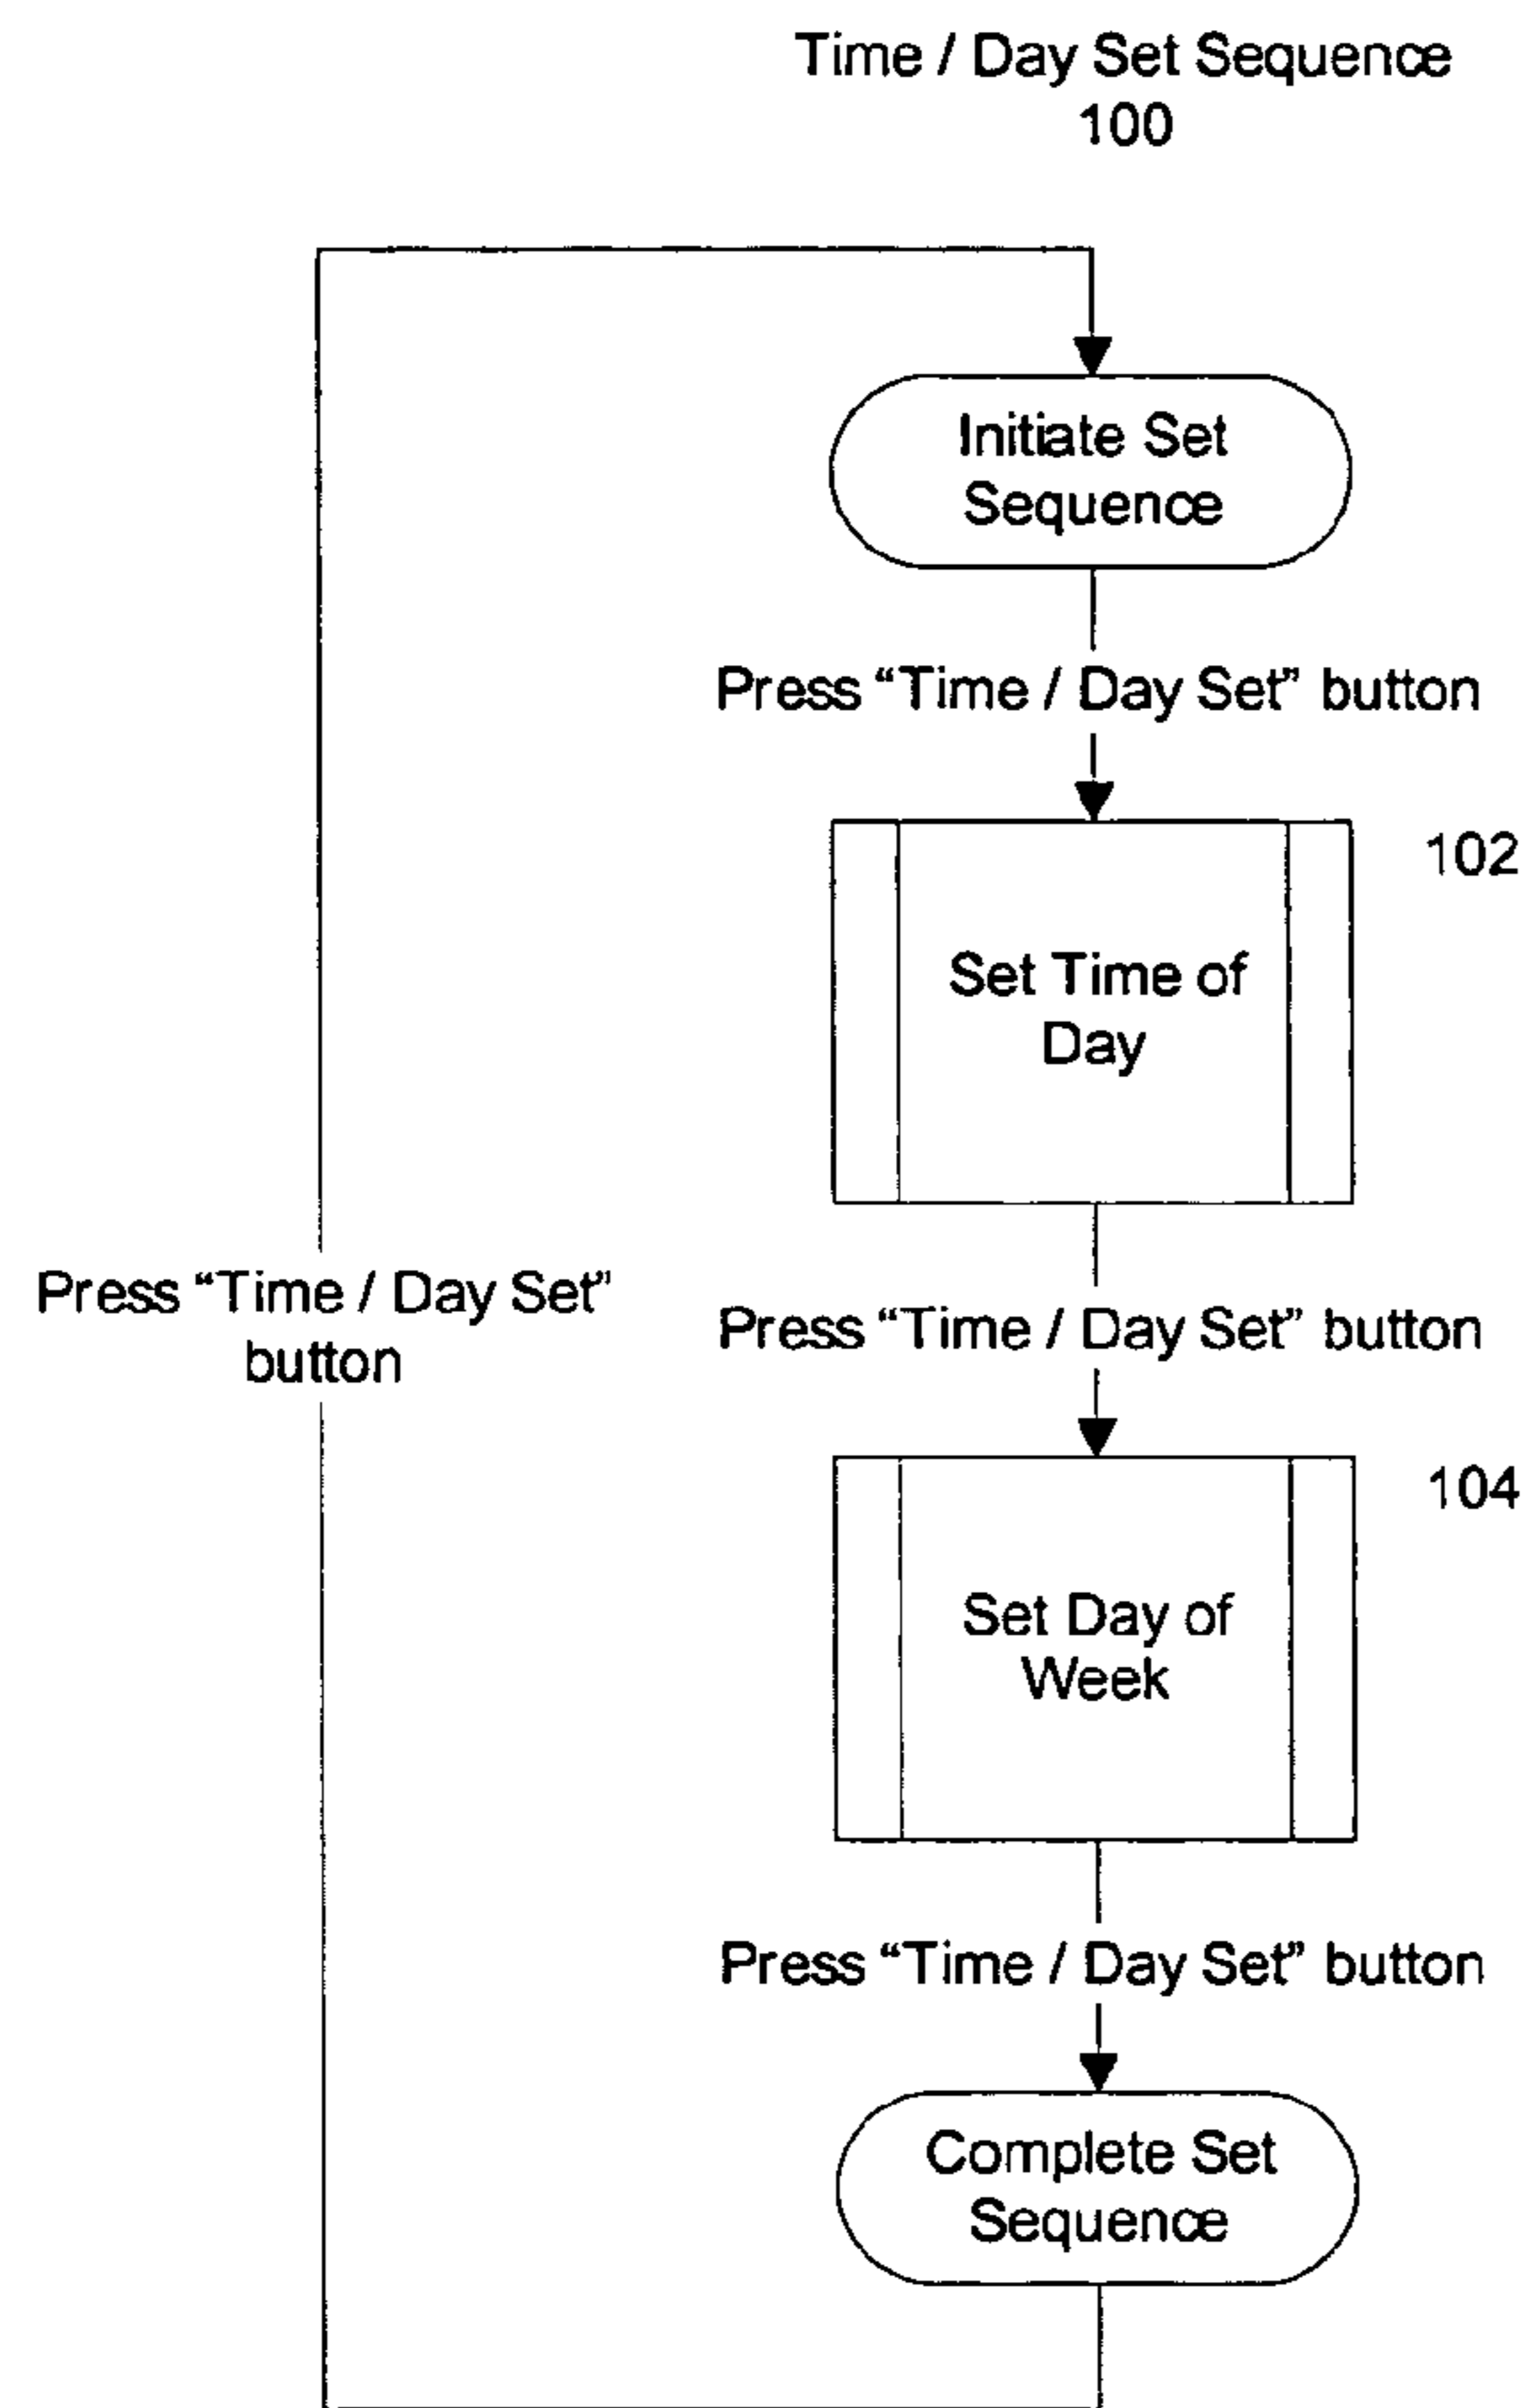 Time / Day Set Sequence
100
Initiate Set
Sequence
Press “Time / Day Set” button
102
Set Time of
Day
Press “Time / Day Set”
button
Press “Time / Day Set” button
104
Set Day of
Week
Press “Time / Day Set” button
Complete Set
Sequence